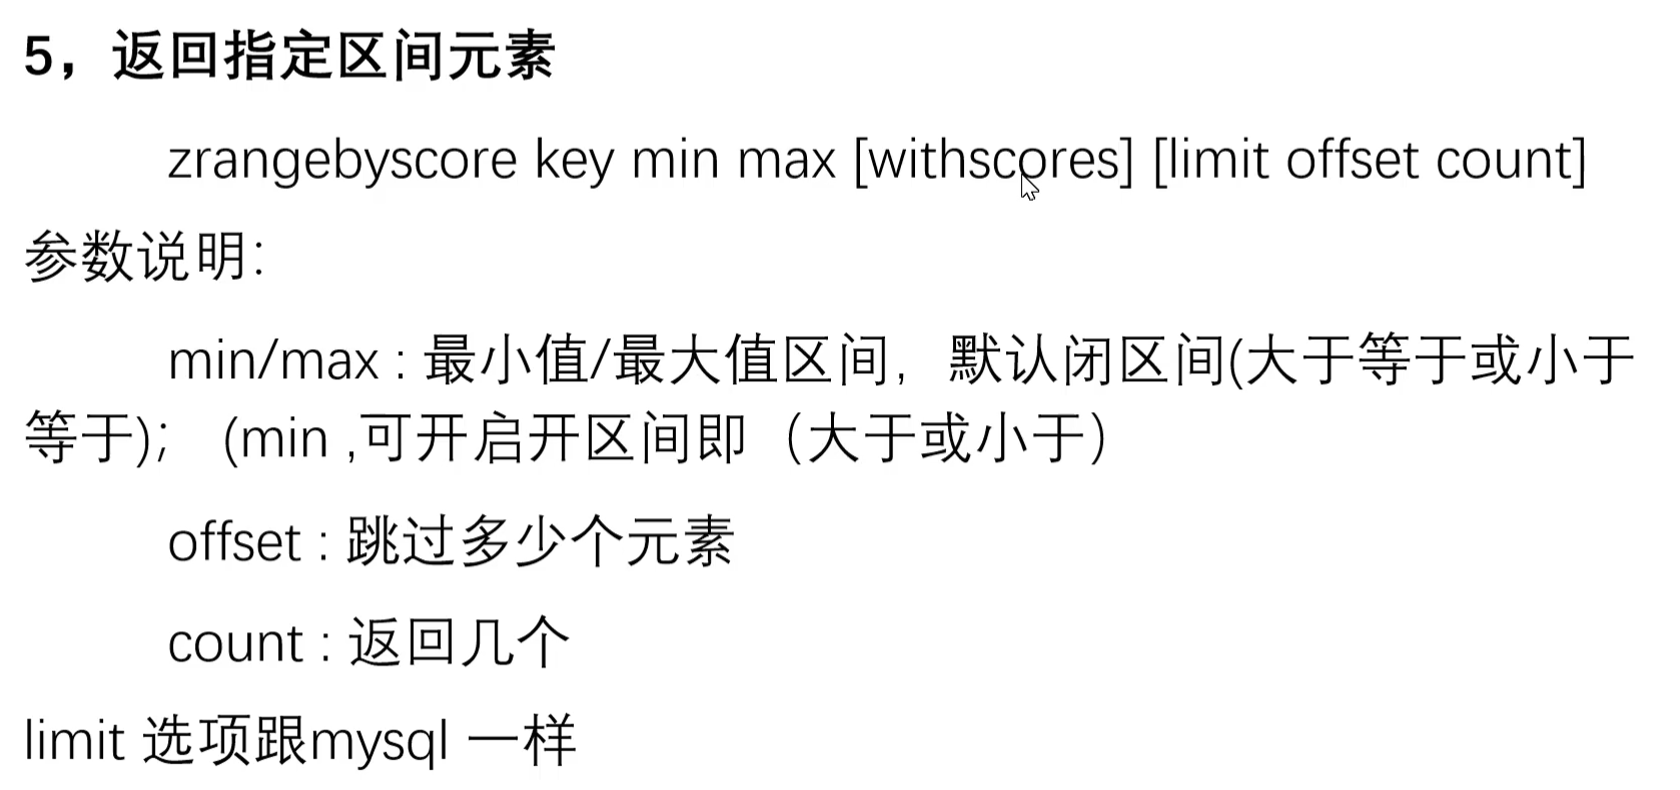 5，返回指定区间元素
zrangebyscore key min max [withscores] [limit offset count]
参数说明：
min/max : 最小值/最大值区间，默认闭区间(大于等于或小于
等于)； (min ,可开启开区间即（大于或小于）
offset : 跳过多少个元素
count : 返回几个
limit 选项跟mysql 一样